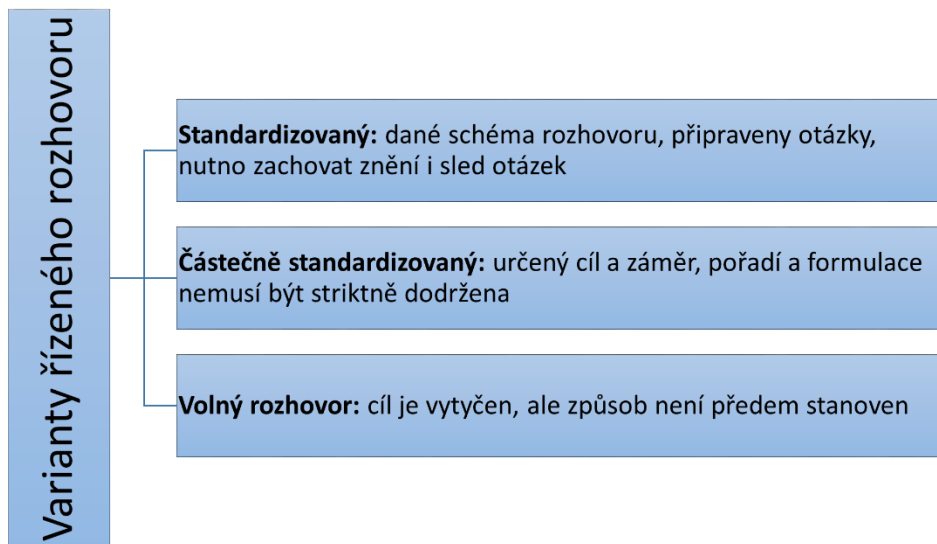 Varianty řízeného rozhovoru
Standardizovaný: dané schéma rozhovoru, připraveny otázky,
nutno zachovat znění i sled otázek
Částečně standardizovaný: určený cíl a záměr, pořadí a formulace
nemusí být striktně dodržena
Volný rozhovor: cíl je vytyčen, ale způsob není předem stanoven